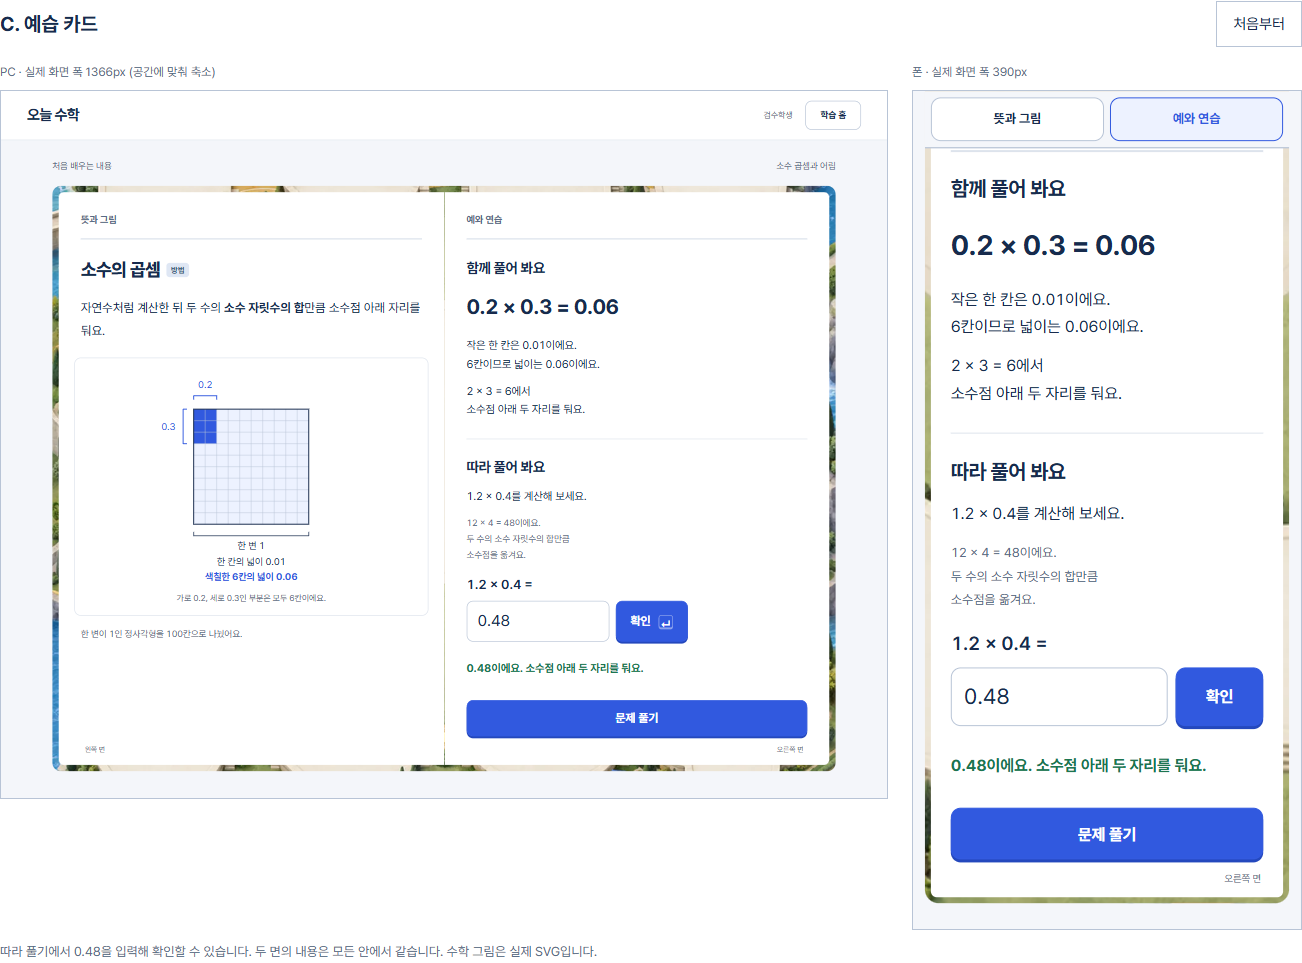 C. 예습 카드
처음부터
PC · 실제 화면 폭 1366px (공간에 맞춰 축소)
오늘 수학
검수학생
학습 홈
처음 배우는 내용
소수 곱셈과 어림
뜻과 그림
소수의 곱셈 방법
자연수처럼 계산한 뒤 두 수의 소수 자릿수의 합만큼 소수점 아래 자리를
둬요.
0.2
0.3
한 변 1
한 칸의 넓이 0.01
색칠한 6칸의 넓이 0.06
가로 0.2, 세로 0.3인 부분은 모두 6칸이에요.
한 변이 1인 정사각형을 100칸으로 나눴어요.
왼쪽 면
예와 연습
함께 풀어 봐요
0.2 × 0.3 = 0.06
작은 한 칸은 0.01이에요.
6칸이므로 넓이는 0.06이에요.
2 × 3 = 6에서
소수점 아래 두 자리를 둬요.
따라 풀어 봐요
1.2 × 0.4를 계산해 보세요.
12 × 4 = 48이에요.
두 수의 소수 자릿수의 합만큼
소수점을 옮겨요.
1.2 × 0.4 =
0.48
확인
0.48이에요. 소수점 아래 두 자리를 둬요.
문제 풀기
오른쪽 면
폰 · 실제 화면 폭 390px
뜻과 그림
예와 연습
함께 풀어 봐요
0.2 × 0.3 = 0.06
작은 한 칸은 0.01이에요.
6칸이므로 넓이는 0.06이에요.
2 × 3 = 6에서
소수점 아래 두 자리를 둬요.
따라 풀어 봐요
1.2 × 0.4를 계산해 보세요.
12 × 4 = 48이에요.
두 수의 소수 자릿수의 합만큼
소수점을 옮겨요.
1.2 × 0.4 =
0.48
확인
0.48이에요. 소수점 아래 두 자리를 둬요.
문제 풀기
오른쪽 면
따라 풀기에서 0.48을 입력해 확인할 수 있습니다. 두 면의 내용은 모든 안에서 같습니다. 수학 그림은 실제 SVG입니다.